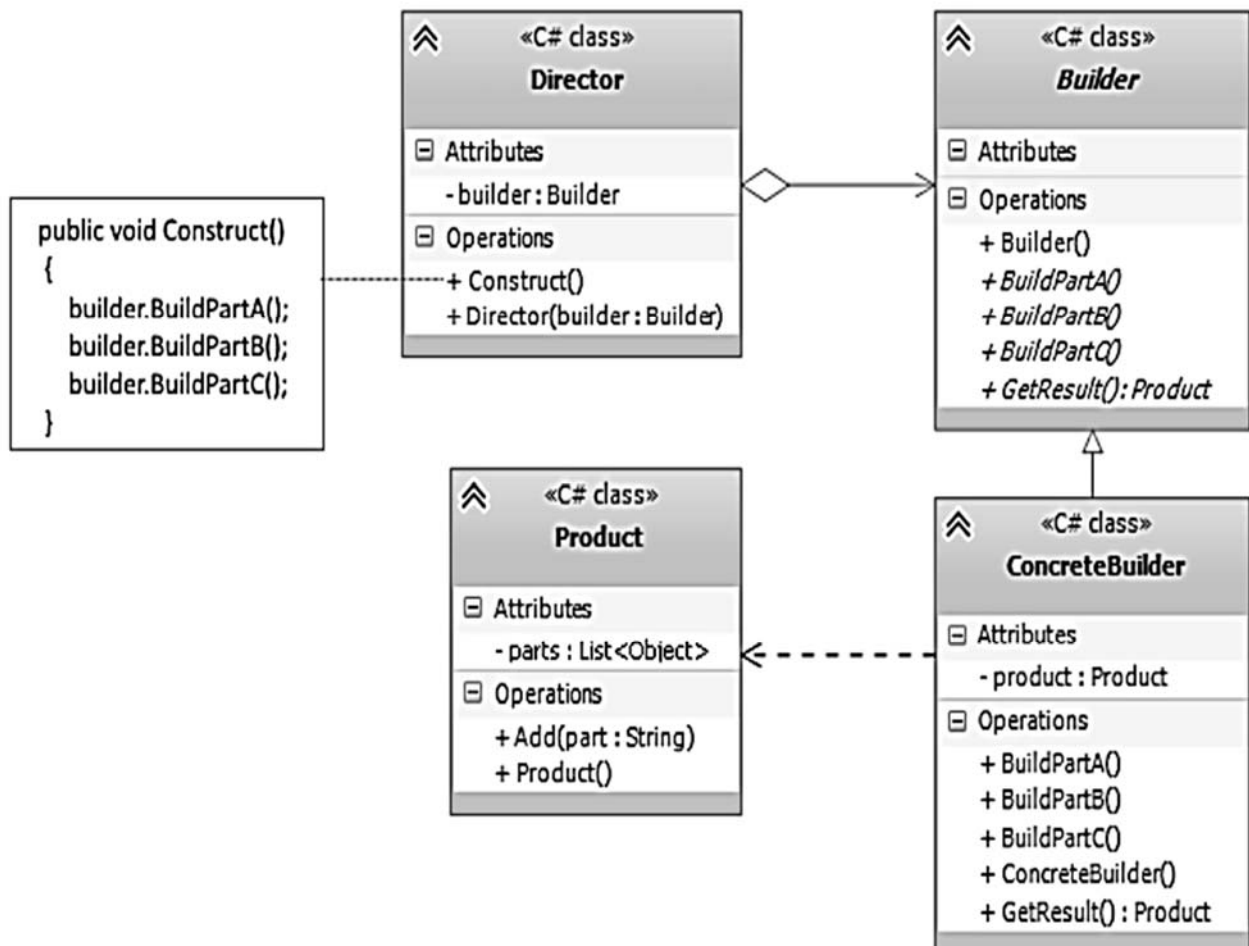 «C# class»
Director
Attributes
- builder : Builder
Operations
+ Construct()
+ Director(builder : Builder)
«C# class»
Builder
Attributes
Operations
+ Builder()
+ BuildPartA()
+ BuildPartB()
+ BuildPartC()
+ GetResult() : Product
public void Construct()
{
builder.BuildPartA();
builder.BuildPartB();
builder.BuildPartC();
}
«C# class»
Product
Attributes
- parts : List<Object>
Operations
+ Add(part : String)
+ Product()
«C# class»
ConcreteBuilder
Attributes
- product : Product
Operations
+ BuildPartA()
+ BuildPartB()
+ BuildPartC()
+ ConcreteBuilder()
+ GetResult() : Product